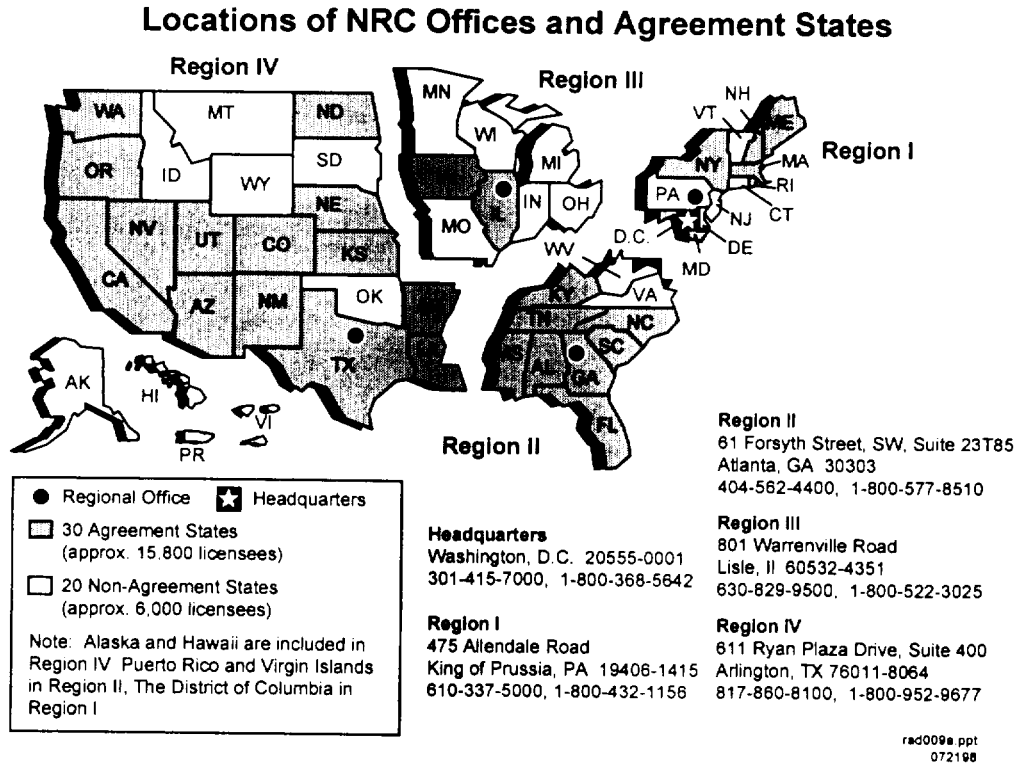 Locations of NRC Offices and Agreement States
Region IV
Region III
Region I
WA
MT
ND
MN
NH
VT
ME
OR
ID
SD
WI
MI
NY
MA
WY
PA
RI
NV
UT
CO
NE
IL
IN
OH
NJ
CT
KS
MO
WV
D.C.
DE
MD
CA
AZ
NM
OK
KY
VA
TN
NC
SC
TX
AL
GA
AK
HI
VI
PR
FL
Region II
Regional Office
Headquarters
30 Agreement States
(approx. 15,800 licensees)
20 Non-Agreement States
(approx. 6,000 licensees)
Note: Alaska and Hawaii are included in
Region IV Puerto Rico and Virgin Islands
in Region II, The District of Columbia in
Region I
Headquarters
Washington, D.C. 20555-0001
301-415-7000, 1-800-368-5642
Region I
475 Allendale Road
King of Prussia, PA 19406-1415
610-337-5000, 1-800-432-1156
Region II
61 Forsyth Street, SW, Suite 23T85
Atlanta, GA 30303
404-562-4400, 1-800-577-8510
Region III
801 Warrenville Road
Lisle, Il 60532-4351
630-829-9500, 1-800-522-3025
Region IV
611 Ryan Plaza Drive, Suite 400
Arlington, TX 76011-8064
817-860-8100, 1-800-952-9677
rad009a.ppt
072198